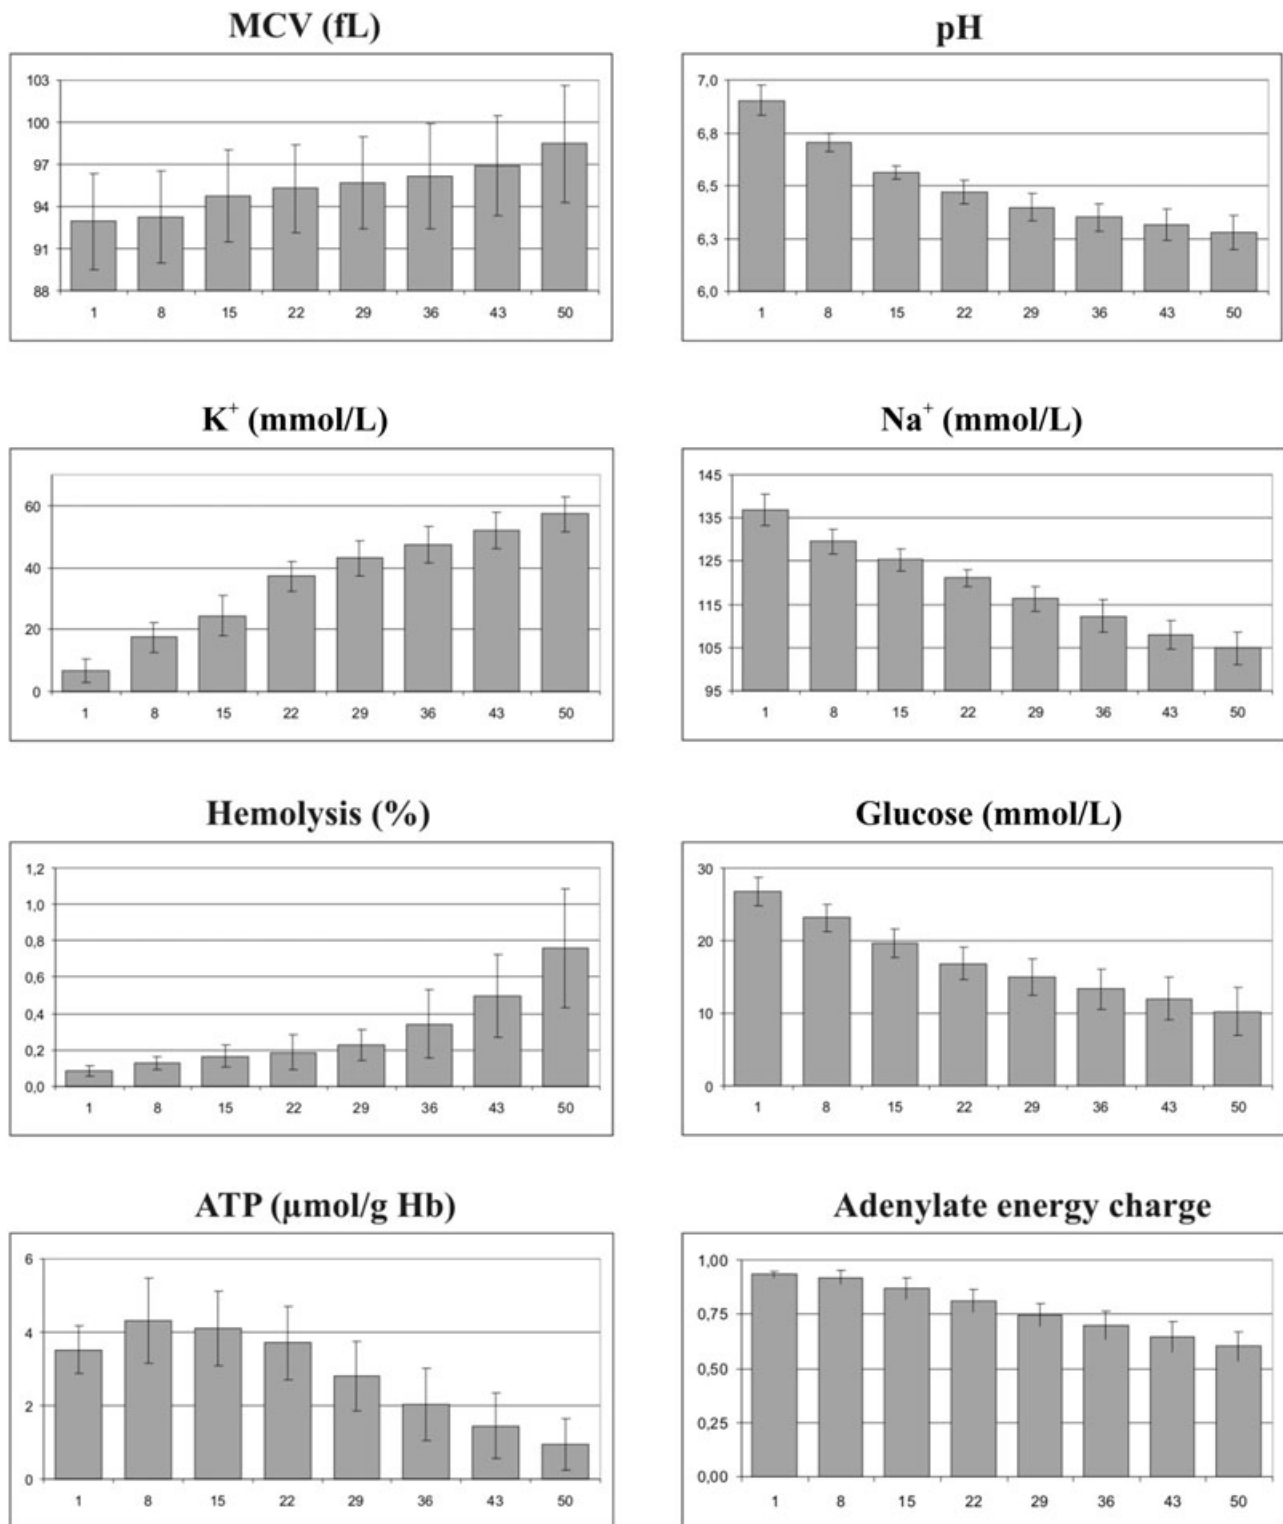 MCV (fL)
103
100
97
94
91
88
1 8 15 22 29 36 43 50
pH
7,0
6,8
6,5
6,3
6,0
1 8 15 22 29 36 43 50
K⁺ (mmol/L)
60
40
20
0
1 8 15 22 29 36 43 50
Na⁺ (mmol/L)
145
135
125
115
105
95
1 8 15 22 29 36 43 50
Hemolysis (%)
1,2
1,0
0,8
0,6
0,4
0,2
0,0
1 8 15 22 29 36 43 50
Glucose (mmol/L)
30
20
10
0
1 8 15 22 29 36 43 50
ATP (µmol/g Hb)
6
4
2
0
1 8 15 22 29 36 43 50
Adenylate energy charge
1,00
0,75
0,50
0,25
0,00
1 8 15 22 29 36 43 50